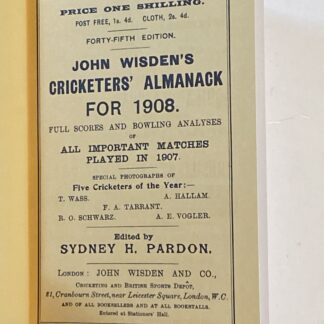 PRICE ONE SHILLING.
POST FREE, 1s. 4d. CLOTH, 2s. 4d.
FORTY-FIFTH EDITION.
JOHN WISDEN'S
CRICKETERS' ALMANACK
FOR 1908.
FULL SCORES AND BOWLING ANALYSES
OF
ALL IMPORTANT MATCHES
PLAYED IN 1907.
SPECIAL PHOTOGRAPHS OF
Five Cricketers of the Year:—
T. WASS. A. HALLAM.
F. A. TARRANT.
R. O. SCHWARZ. A. E. VOGLER.
Edited by
SYDNEY H. PARDON.
LONDON: JOHN WISDEN AND CO.,
CRICKETING AND BRITISH SPORTS DEPÔT,
21, Cranbourn Street, near Leicester Square, London, W.C.
AND OF ALL BOOKSELLERS AND AT ALL BOOKSTALLS.
Entered at Stationers' Hall.